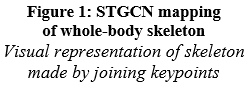 Figure 1: STGCN mapping
of whole-body skeleton
Visual representation of skeleton
made by joining keypoints